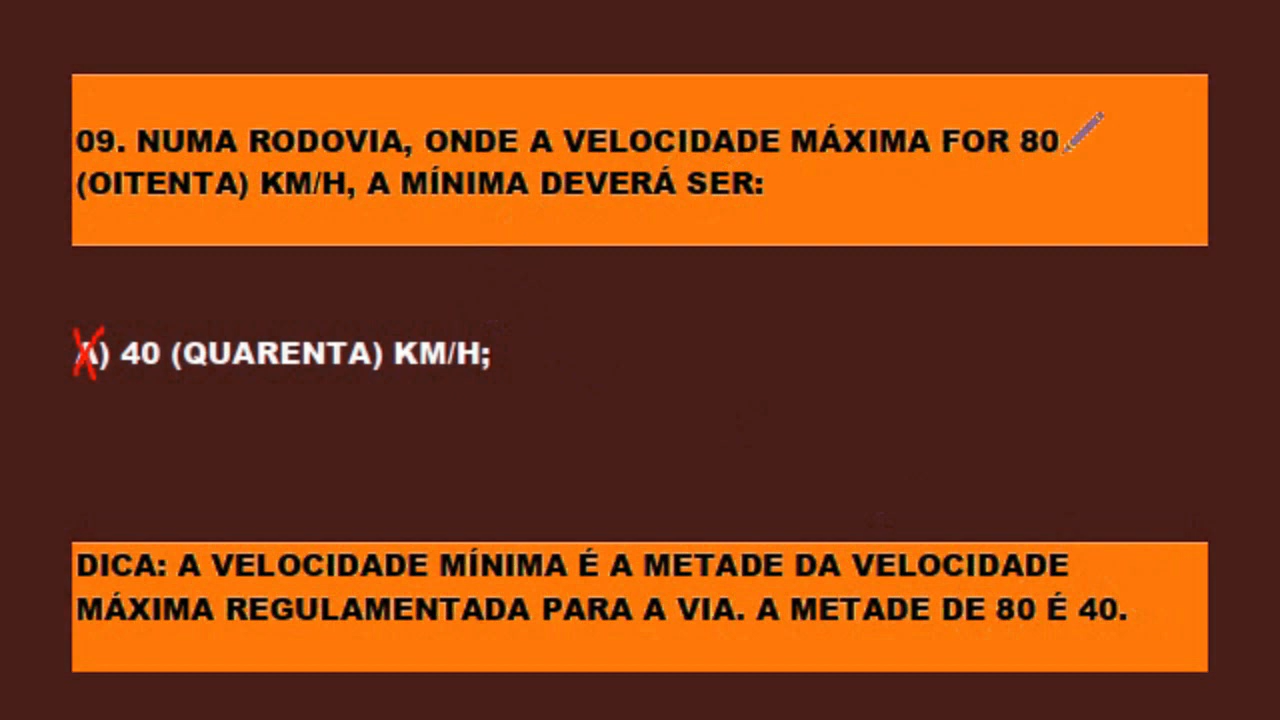 09. NUMA RODOVIA, ONDE A VELOCIDADE MÁXIMA FOR 80
(OITENTA) KM/H, A MÍNIMA DEVERÁ SER:
A) 40 (QUARENTA) KM/H;
DICA: A VELOCIDADE MÍNIMA É A METADE DA VELOCIDADE
MÁXIMA REGULAMENTADA PARA A VIA. A METADE DE 80 É 40.